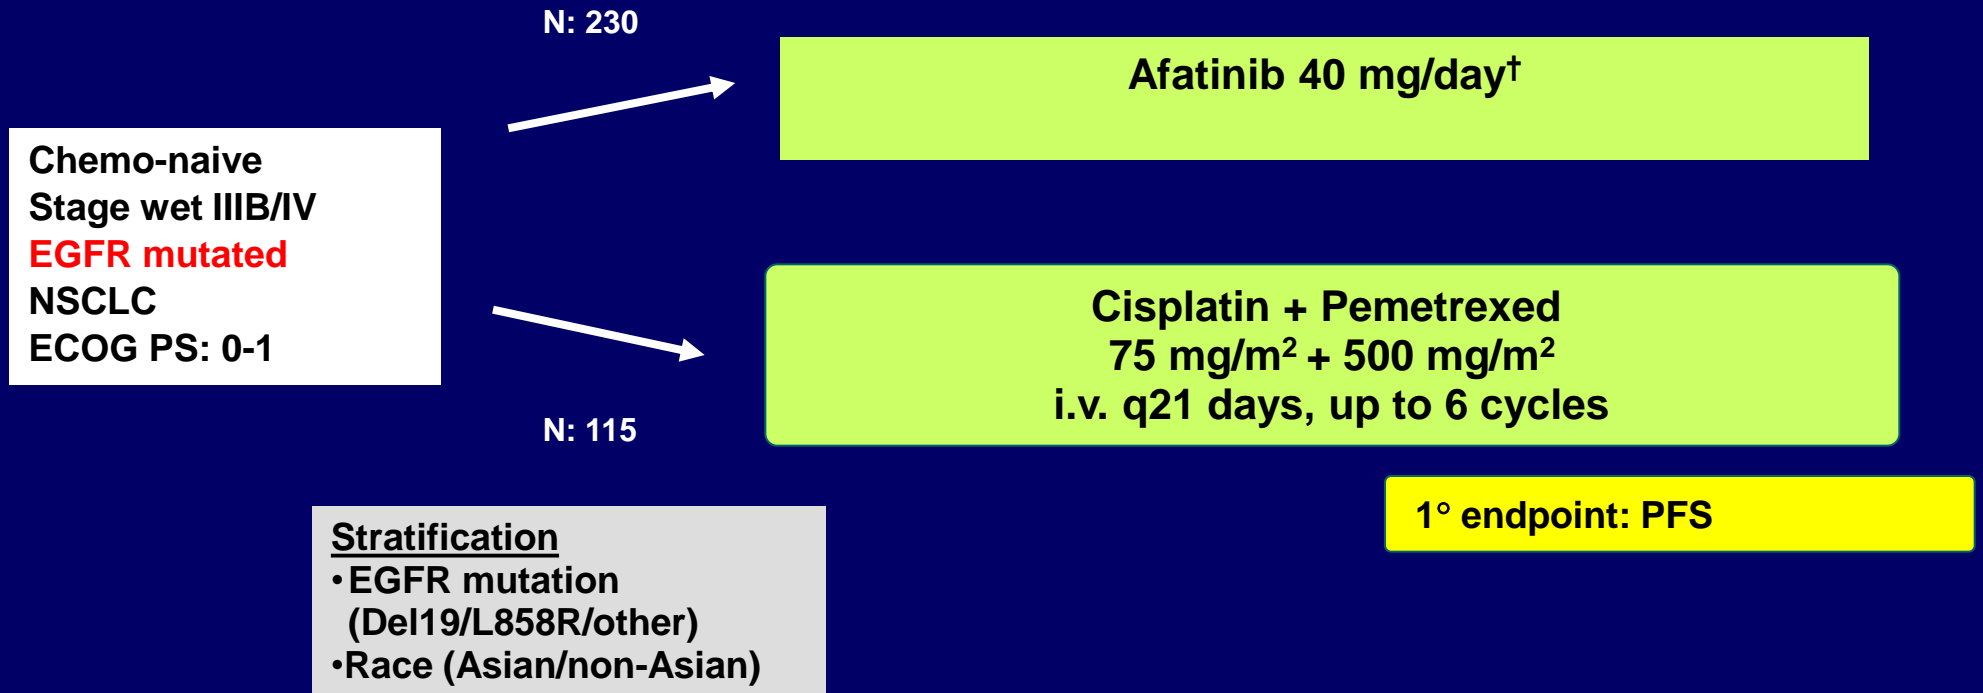 N: 230
Afatinib 40 mg/day†
Chemo-naive
Stage wet IIIB/IV
EGFR mutated
NSCLC
ECOG PS: 0-1
Cisplatin + Pemetrexed
75 mg/m² + 500 mg/m²
i.v. q21 days, up to 6 cycles
N: 115
1° endpoint: PFS
Stratification
•EGFR mutation
(Del19/L858R/other)
•Race (Asian/non-Asian)